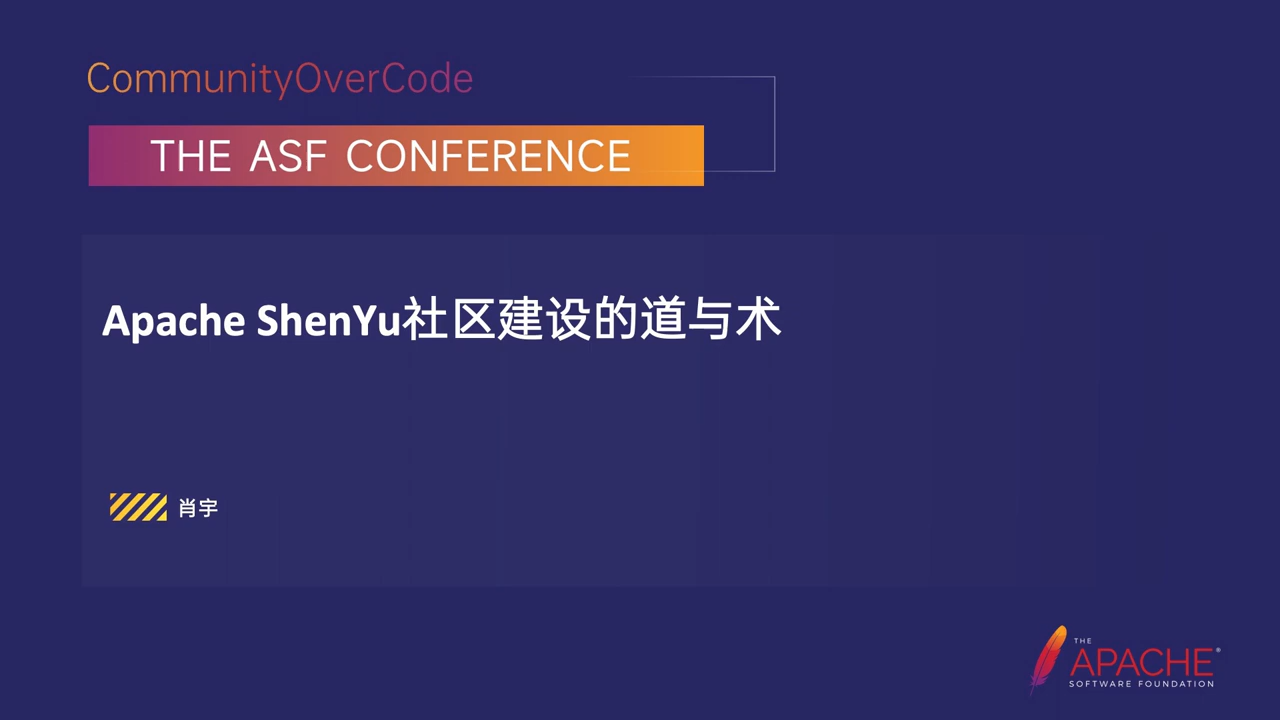 CommunityOverCode
THE ASF CONFERENCE
Apache ShenYu社区建设的道与术
肖宇
THE
APACHE®
SOFTWARE FOUNDATION